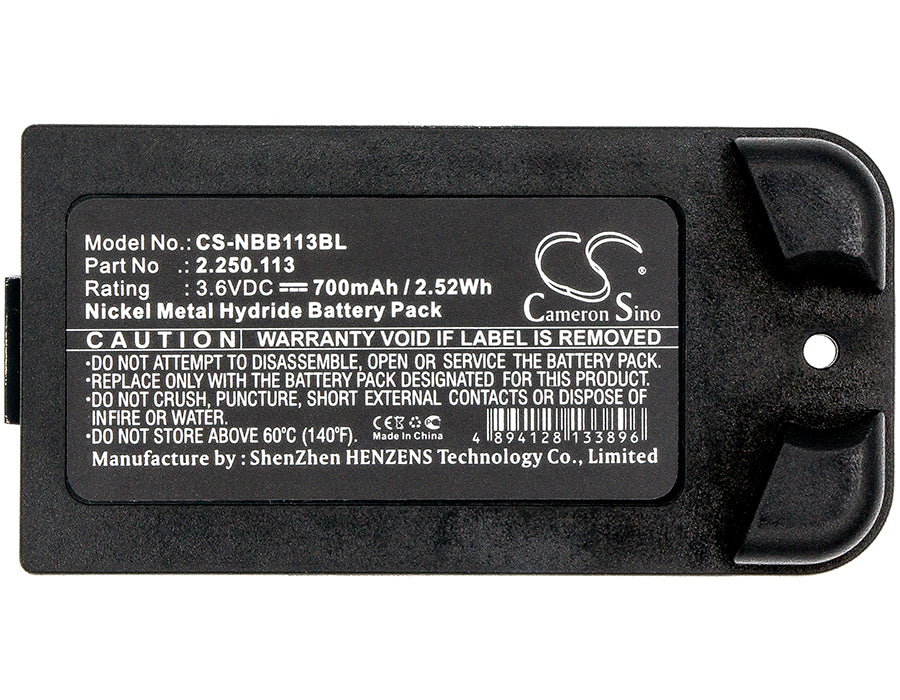 Model No.: CS-NBB113BL
Part No .: 2.250.113
Rating : 3.6VDC 700mAh / 2.52Wh
Nickel Metal Hydride Battery Pack
CS ®
Cameron Sino
CAUTION WARRANTY VOID IF LABEL IS REMOVED
•DO NOT ATTEMPT TO DISASSEMBLE, OPEN OR SERVICE THE BATTERY PACK.
•REPLACE ONLY WITH THE BATTERY PACK DESIGNATED FOR THIS PRODUCT.
•DO NOT CRUSH, PUNCTURE, SHORT EXTERNAL CONTACTS OR DISPOSE OF
INFIRE OR WATER.
•DO NOT STORE ABOVE 60°C (140°F).
CE
Made In China
4 894128 133896
Manufacture by : ShenZhen HENZENS Technology Co., Limited